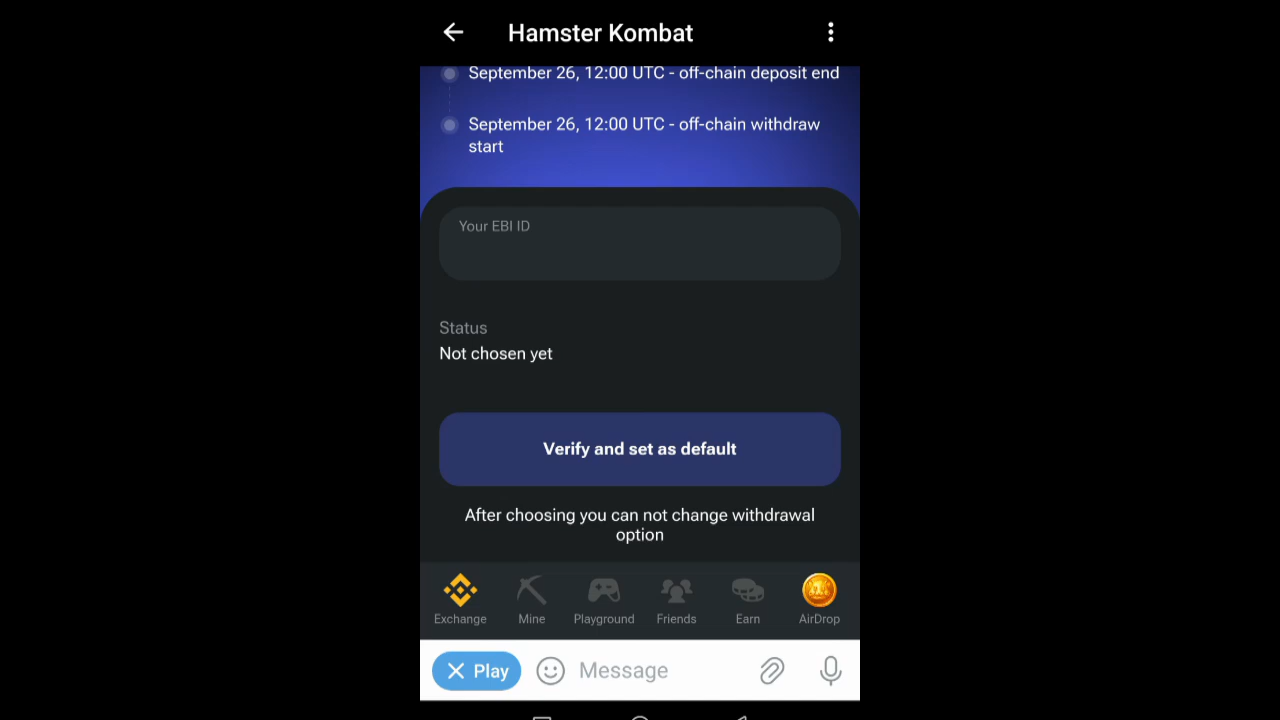 Hamster Kombat
September 26, 12:00 UTC - off-chain deposit end
September 26, 12:00 UTC - off-chain withdraw
start
Your EBI ID
Status
Not chosen yet
Verify and set as default
After choosing you can not change withdrawal
option
Exchange Mine Playground Friends Earn AirDrop
Play Message